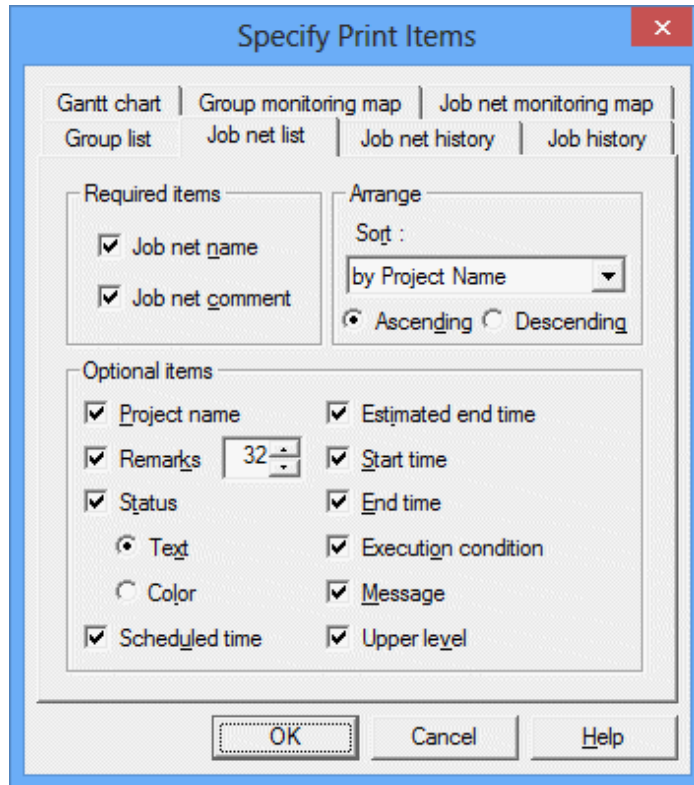 Specify Print Items
Gantt chart Group monitoring map Job net monitoring map
Group list Job net list Job net history Job history
Required items
Job net name
Job net comment
Arrange
Sort :
by Project Name
Ascending Descending
Optional items
Project name Estimated end time
Remarks 32 Start time
Status End time
Text Execution condition
Color Message
Scheduled time Upper level
OK Cancel Help